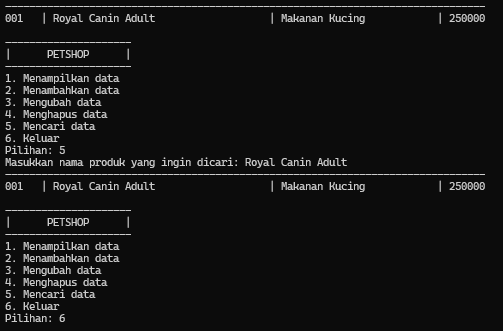 --------------------------------------------------------------------------------
001   | Royal Canin Adult                   | Makanan Kucing            | 250000

---------------------
|      PETSHOP      |
---------------------
1. Menampilkan data
2. Menambahkan data
3. Mengubah data
4. Menghapus data
5. Mencari data
6. Keluar
Pilihan: 5
Masukkan nama produk yang ingin dicari: Royal Canin Adult
--------------------------------------------------------------------------------
001   | Royal Canin Adult                   | Makanan Kucing            | 250000

---------------------
|      PETSHOP      |
---------------------
1. Menampilkan data
2. Menambahkan data
3. Mengubah data
4. Menghapus data
5. Mencari data
6. Keluar
Pilihan: 6